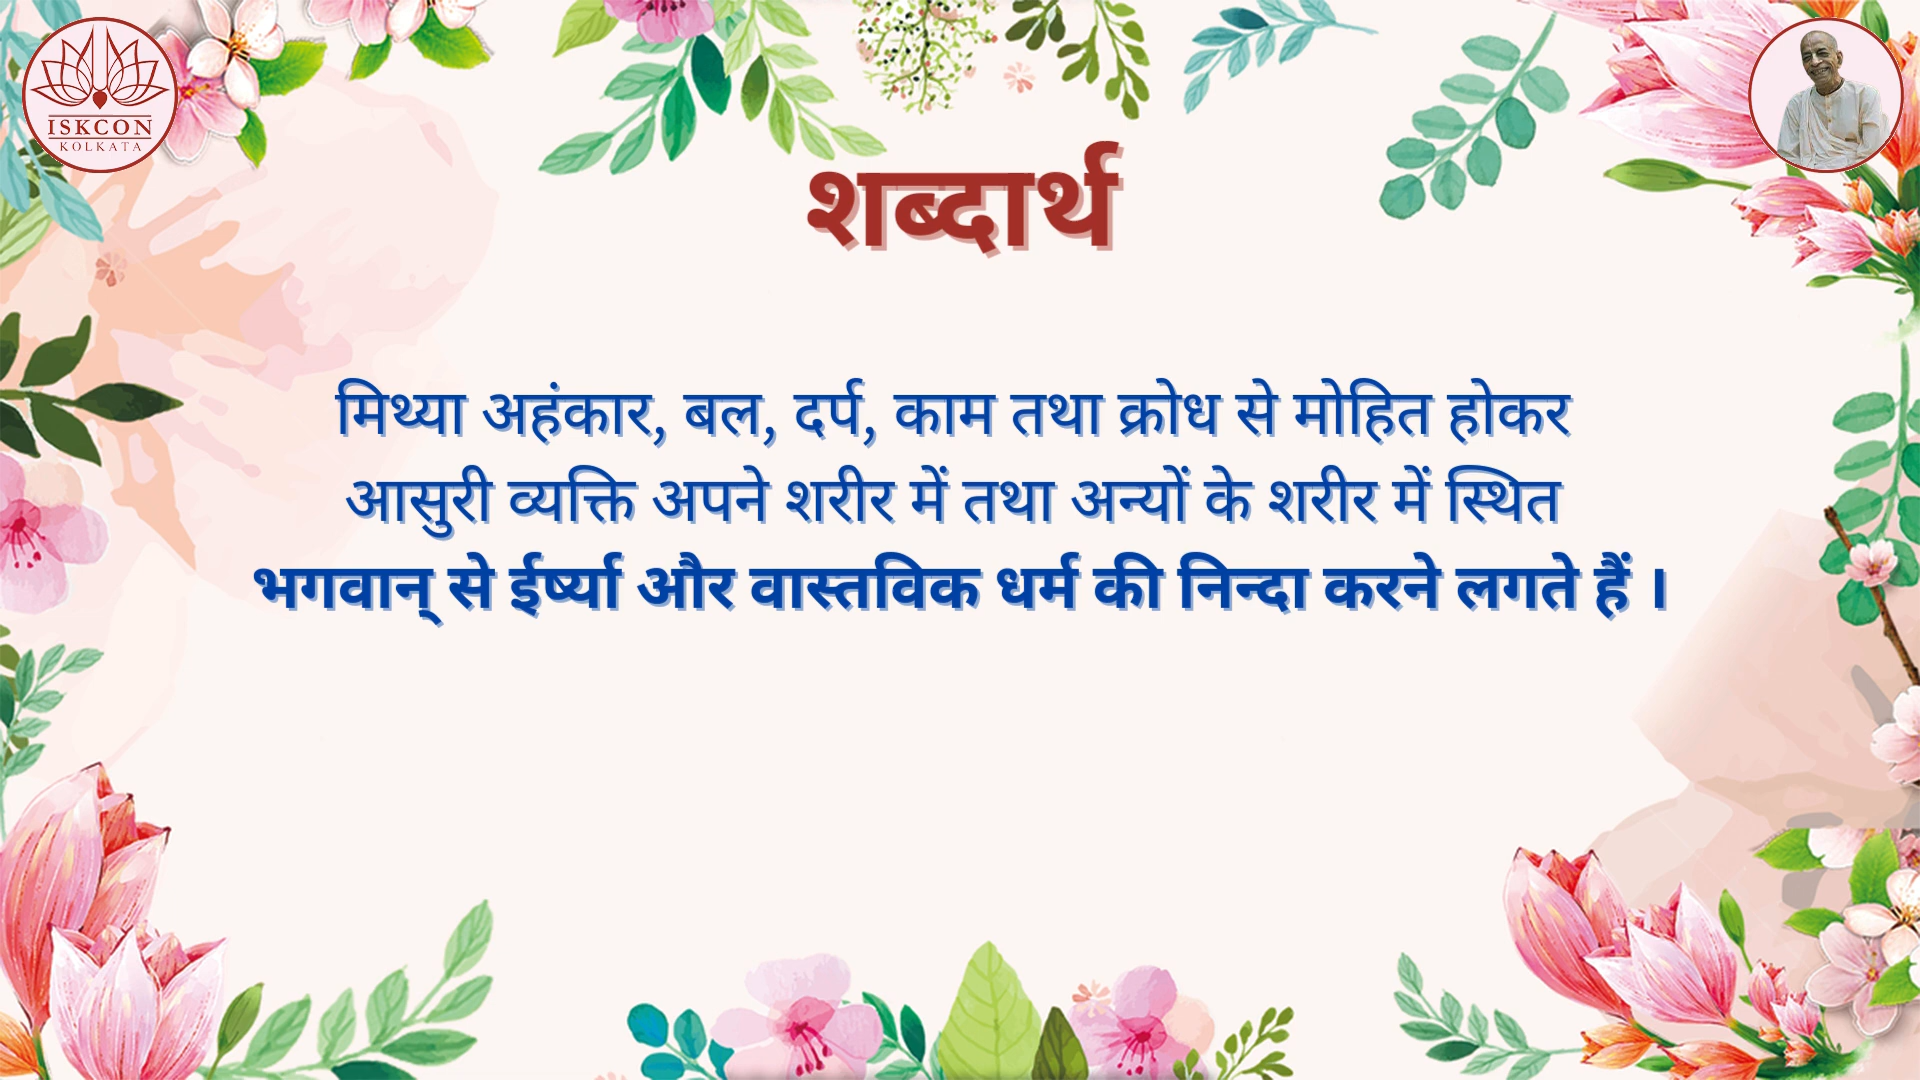 ISKCON
KOLKATA
शब्दार्थ
मिथ्या अहंकार, बल, दर्प, काम तथा क्रोध से मोहित होकर
आसुरी व्यक्ति अपने शरीर में तथा अन्यों के शरीर में स्थित
भगवान् से ईर्ष्या और वास्तविक धर्म की निन्दा करने लगते हैं ।